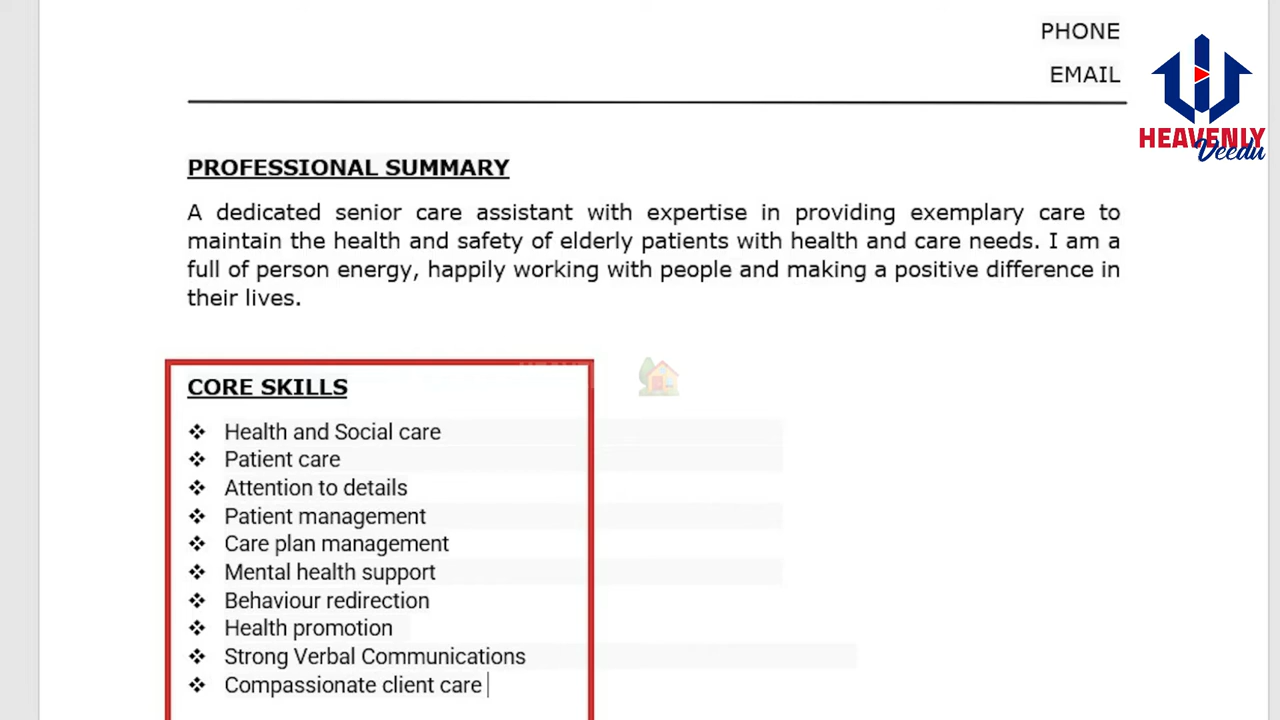 PHONE
EMAIL
HEAVENLY
Veedu
PROFESSIONAL SUMMARY
A dedicated senior care assistant with expertise in providing exemplary care to
maintain the health and safety of elderly patients with health and care needs. I am a
full of person energy, happily working with people and making a positive difference in
their lives.
CORE SKILLS
❖ Health and Social care
❖ Patient care
❖ Attention to details
❖ Patient management
❖ Care plan management
❖ Mental health support
❖ Behaviour redirection
❖ Health promotion
❖ Strong Verbal Communications
❖ Compassionate client care